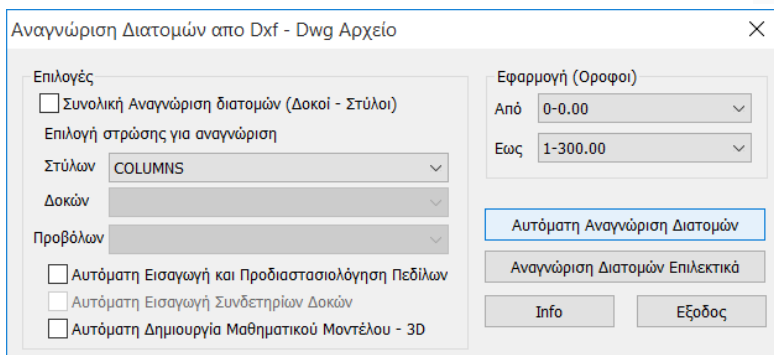 Αναγνώριση Διατομών απο Dxf - Dwg Αρχείο
Επιλογές
Συνολική Αναγνώριση διατομών (Δοκοί - Στύλοι)
Επιλογή στρώσης για αναγνώριση
Στύλων COLUMNS
Δοκών
Προβόλων
Αυτόματη Εισαγωγή και Προδιαστασιολόγηση Πεδίλων
Αυτόματη Εισαγωγή Συνδετηρίων Δοκών
Αυτόματη Δημιουργία Μαθηματικού Μοντέλου - 3D
Εφαρμογή (Οροφοι)
Από 0-0.00
Εως 1-300.00
Αυτόματη Αναγνώριση Διατομών
Αναγνώριση Διατομών Επιλεκτικά
Info Εξοδος